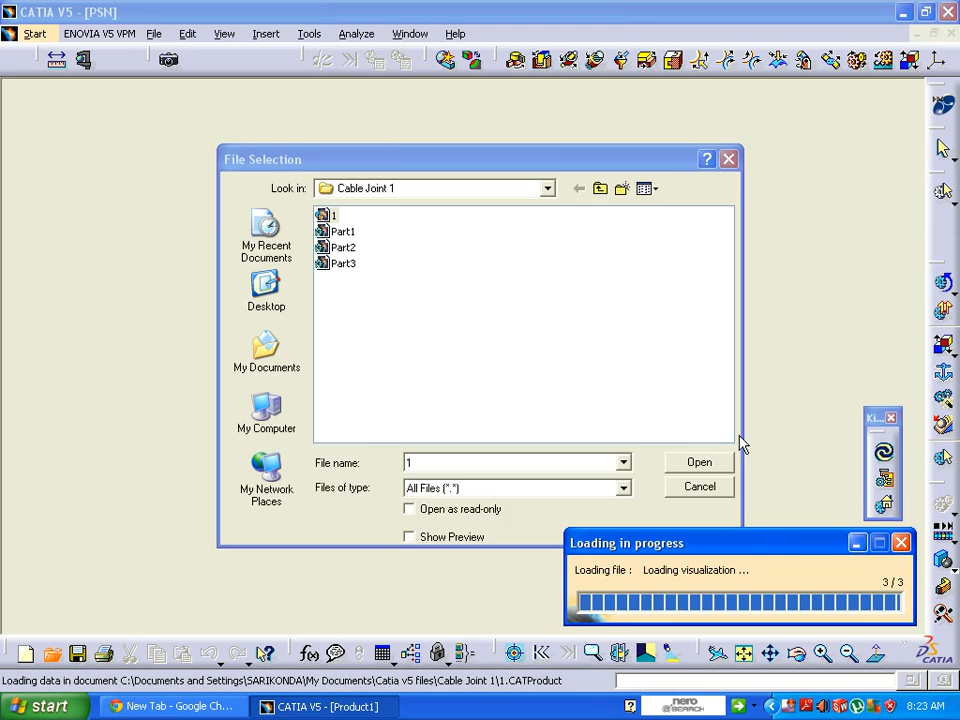 CATIA V5 - [PSN]
Start ENOVIA V5 VPM File Edit View Insert Tools Analyze Window Help
File Selection
Look in: Cable Joint 1
My Recent Documents
Desktop
My Documents
My Computer
My Network Places
1
Part1
Part2
Part3
File name: 1 Open
Files of type: All Files (*.*) Cancel
Open as read-only
Show Preview
Ki...
Loading in progress
Loading file : Loading visualization ...
3 / 3
f(x)
CATIA
Loading data in document C:\Documents and Settings\SARIKONDA\My Documents\Catia v5 files\Cable Joint 1\1.CATProduct
start New Tab - Google Ch... CATIA V5 - [Product1] nero @SEARCH 8:23 AM